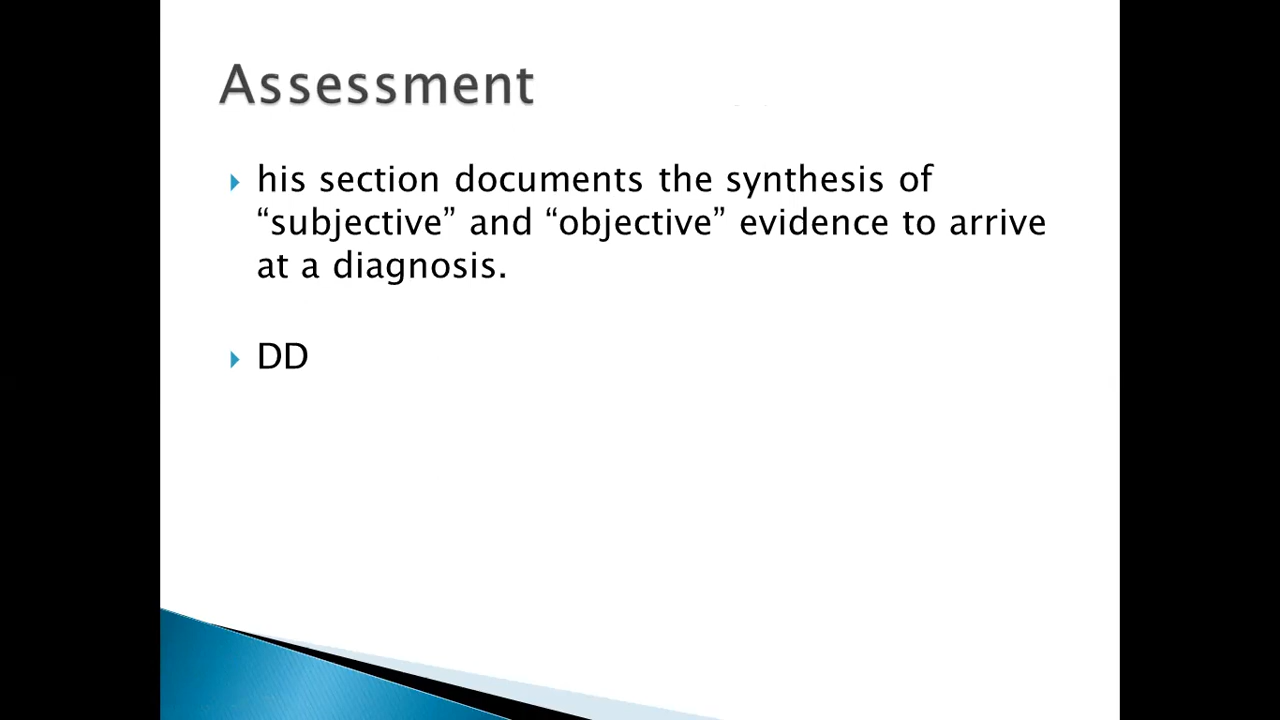 Assessment
his section documents the synthesis of
“subjective” and “objective” evidence to arrive
at a diagnosis.
DD